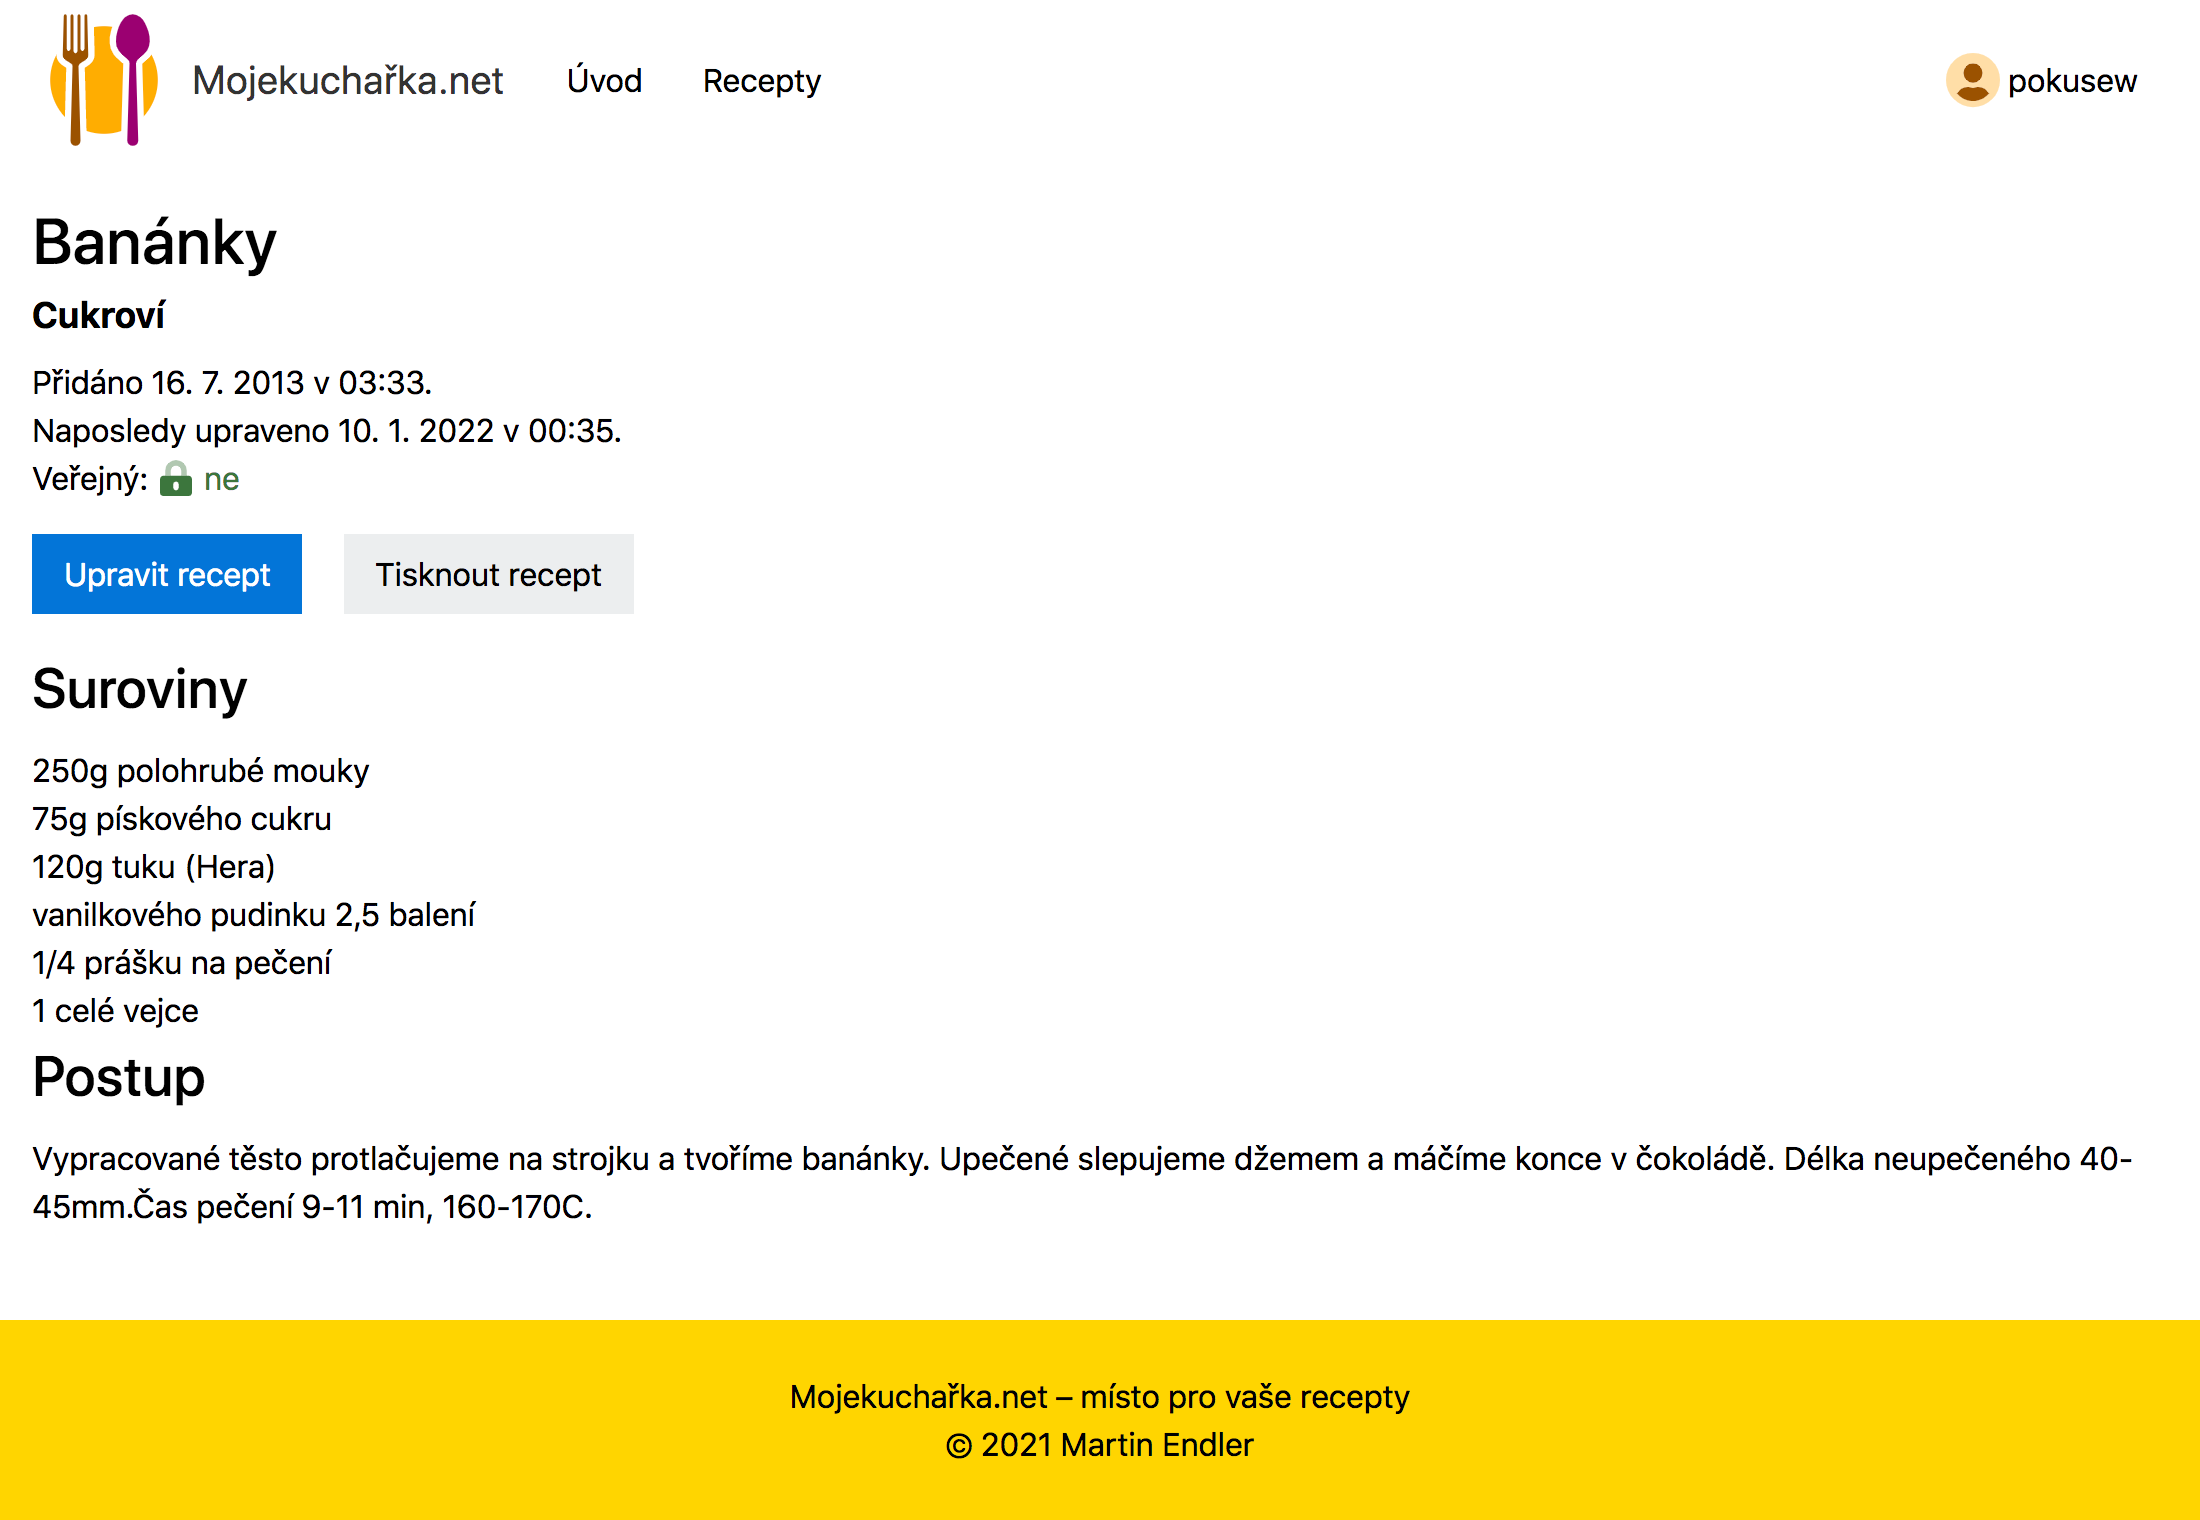 Mojekuchařka.net
Úvod
Recepty
pokusew
Banánky
Cukroví
Přidáno 16. 7. 2013 v 03:33.
Naposledy upraveno 10. 1. 2022 v 00:35.
Veřejný: ne
Upravit recept
Tisknout recept
Suroviny
250g polohrubé mouky
75g pískového cukru
120g tuku (Hera)
vanilkového pudinku 2,5 balení
1/4 prášku na pečení
1 celé vejce
Postup
Vypracované těsto protlačujeme na strojku a tvoříme banánky. Upečené slepujeme džemem a máčíme konce v čokoládě. Délka neupečeného 40-
45mm.Čas pečení 9-11 min, 160-170C.
Mojekuchařka.net – místo pro vaše recepty
© 2021 Martin Endler